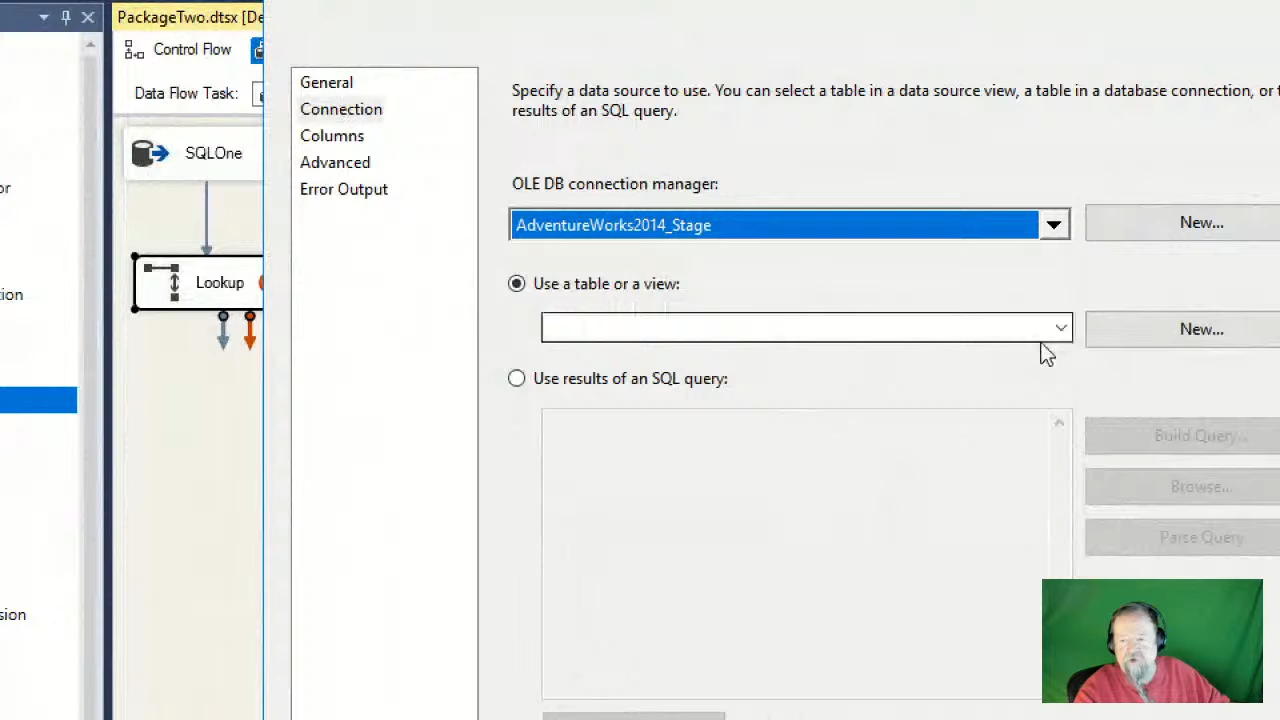 PackageTwo.dtsx [De
Control Flow
Data Flow Task:
SQLOne
Lookup
or
ion
sion
General
Connection
Columns
Advanced
Error Output
Specify a data source to use. You can select a table in a data source view, a table in a database connection, or t
results of an SQL query.
OLE DB connection manager:
AdventureWorks2014_Stage
New...
Use a table or a view:
New...
Use results of an SQL query:
Build Query...
Browse...
Parse Query